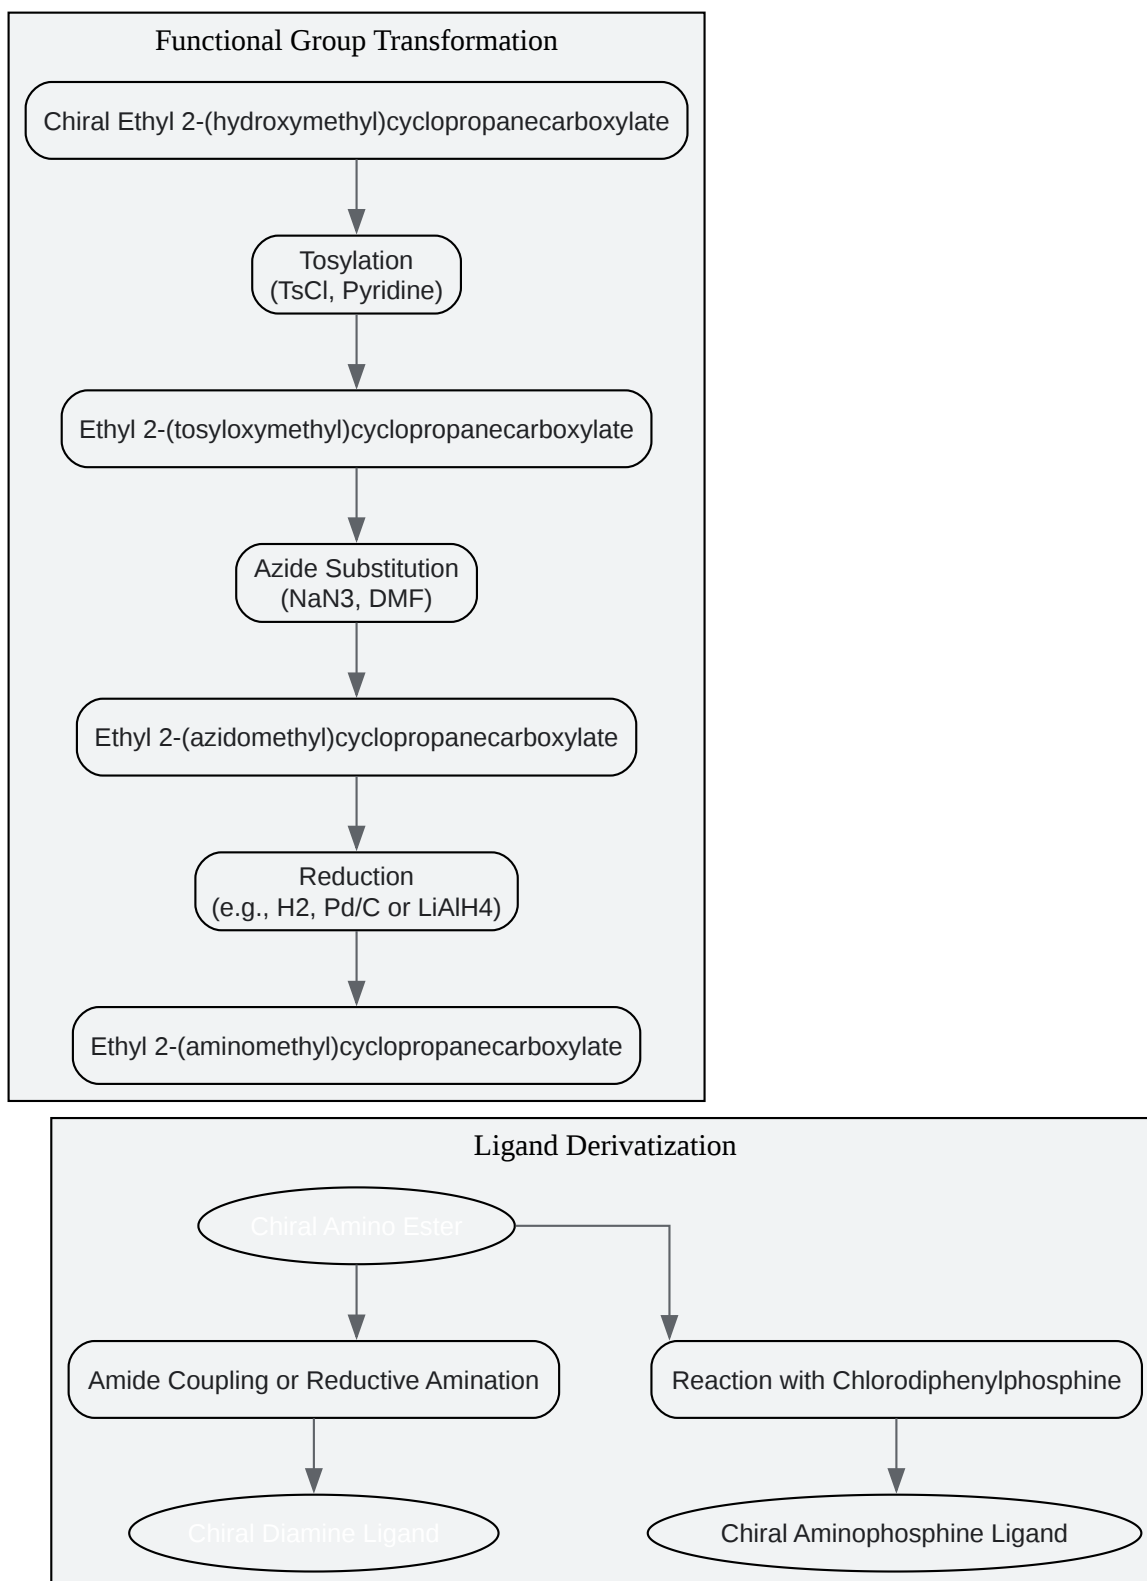 Functional Group Transformation
Chiral Ethyl 2-(hydroxymethyl)cyclopropanecarboxylate
Tosylation
(TsCl, Pyridine)
Ethyl 2-(tosyloxymethyl)cyclopropanecarboxylate
Azide Substitution
(NaN3, DMF)
Ethyl 2-(azidomethyl)cyclopropanecarboxylate
Reduction
(e.g., H2, Pd/C or LiAlH4)
Ethyl 2-(aminomethyl)cyclopropanecarboxylate
Ligand Derivatization
Chiral Amino Ester
Amide Coupling or Reductive Amination
Reaction with Chlorodiphenylphosphine
Chiral Diamine Ligand
Chiral Aminophosphine Ligand